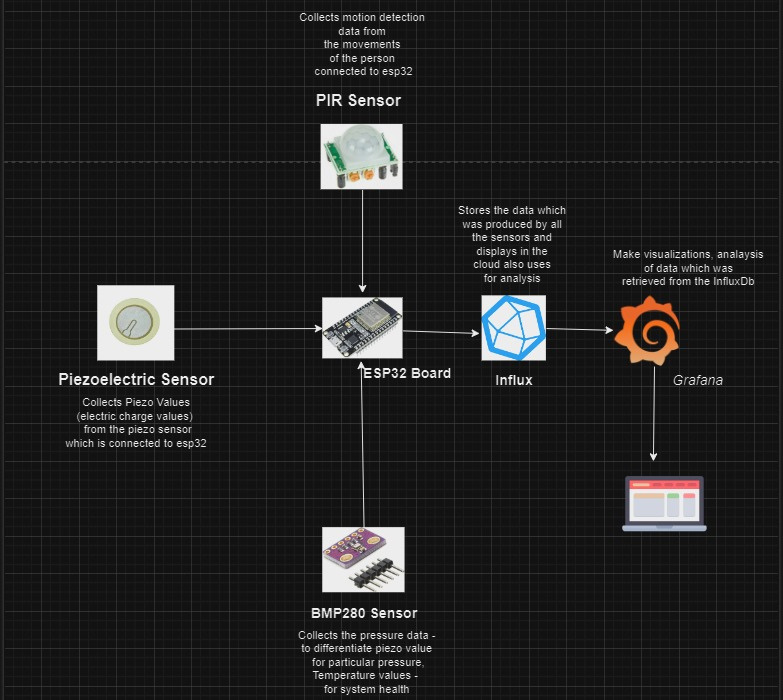 Collects motion detection
data from
the movements
of the person
connected to esp32
PIR Sensor
Stores the data which
was produced by all
the sensors and
displays in the
cloud also uses
for analysis
Make visualizations, analaysis
of data which was
retrieved from the InfluxDb
Piezoelectric Sensor
ESP32 Board
Influx
Grafana
Collects Piezo Values
(electric charge values)
from the piezo sensor
which is connected to esp32
BMP280 Sensor
Collects the pressure data -
to differentiate piezo value
for particular pressure,
Temperature values -
for system health